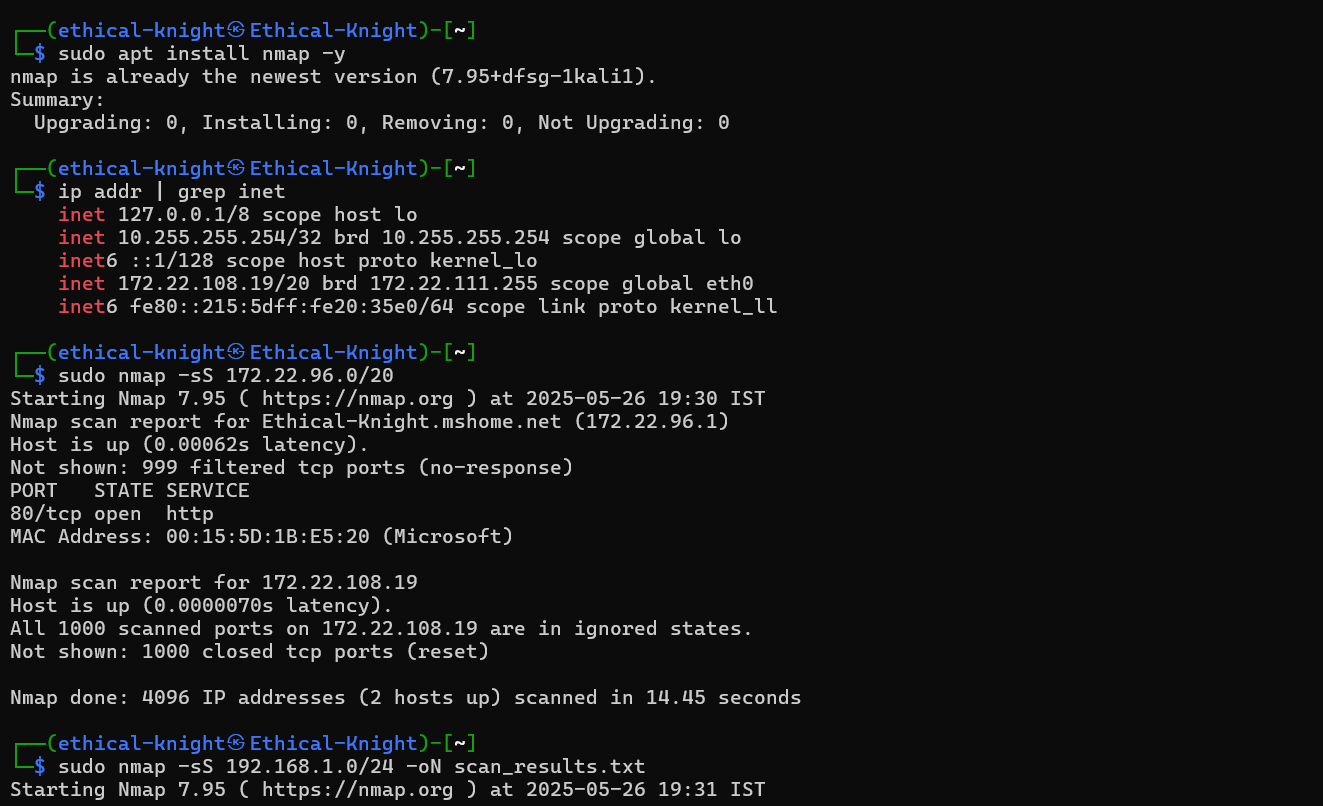 ┌──(ethical-knight㉿Ethical-Knight)-[~]
└─$ sudo apt install nmap -y
nmap is already the newest version (7.95+dfsg-1kali1).
Summary:
  Upgrading: 0, Installing: 0, Removing: 0, Not Upgrading: 0

┌──(ethical-knight㉿Ethical-Knight)-[~]
└─$ ip addr | grep inet
    inet 127.0.0.1/8 scope host lo
    inet 10.255.255.254/32 brd 10.255.255.254 scope global lo
    inet6 ::1/128 scope host proto kernel_lo
    inet 172.22.108.19/20 brd 172.22.111.255 scope global eth0
    inet6 fe80::215:5dff:fe20:35e0/64 scope link proto kernel_ll

┌──(ethical-knight㉿Ethical-Knight)-[~]
└─$ sudo nmap -sS 172.22.96.0/20
Starting Nmap 7.95 ( https://nmap.org ) at 2025-05-26 19:30 IST
Nmap scan report for Ethical-Knight.mshome.net (172.22.96.1)
Host is up (0.00062s latency).
Not shown: 999 filtered tcp ports (no-response)
PORT   STATE SERVICE
80/tcp open  http
MAC Address: 00:15:5D:1B:E5:20 (Microsoft)

Nmap scan report for 172.22.108.19
Host is up (0.0000070s latency).
All 1000 scanned ports on 172.22.108.19 are in ignored states.
Not shown: 1000 closed tcp ports (reset)

Nmap done: 4096 IP addresses (2 hosts up) scanned in 14.45 seconds

┌──(ethical-knight㉿Ethical-Knight)-[~]
└─$ sudo nmap -sS 192.168.1.0/24 -oN scan_results.txt
Starting Nmap 7.95 ( https://nmap.org ) at 2025-05-26 19:31 IST